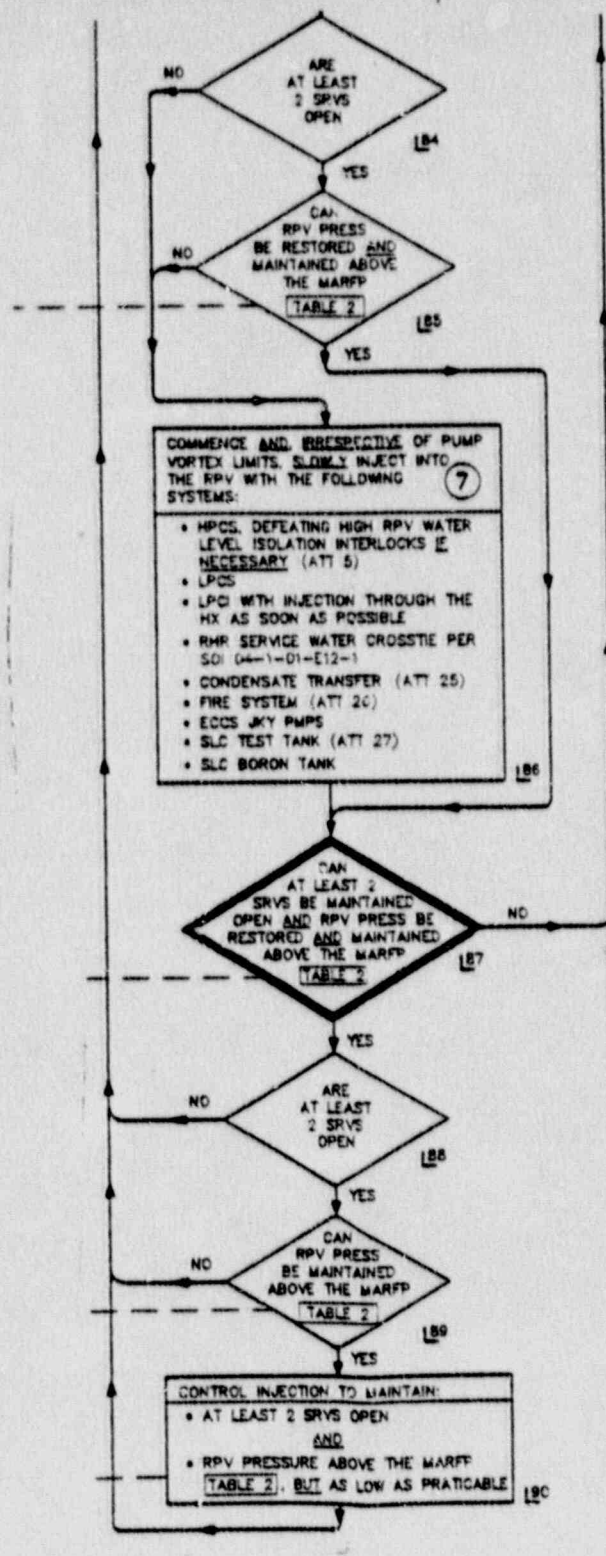 ARE
AT LEAST
2 SRVS
OPEN
NO
L84
YES
CAN
RPV PRESS
BE RESTORED AND
MAINTAINED ABOVE
THE MARFP
TABLE 2
NO
L85
YES
COMMENCE AND, IRRESPECTIVE OF PUMP
VORTEX LIMITS, SLOWLY INJECT INTO
THE RPV WITH THE FOLLOWING
SYSTEMS:
7
• HPCS, DEFEATING HIGH RPV WATER
LEVEL ISOLATION INTERLOCKS IF
NECESSARY (ATT 5)
• LPCS
• LPCI WITH INJECTION THROUGH THE
HX AS SOON AS POSSIBLE
• RHR SERVICE WATER CROSSTIE PER
SOI 04-1-01-E12-1
• CONDENSATE TRANSFER (ATT 25)
• FIRE SYSTEM (ATT 26)
• ECCS JKY PMPS
• SLC TEST TANK (ATT 27)
• SLC BORON TANK
L86
CAN
AT LEAST 2
SRVS BE MAINTAINED
OPEN AND RPV PRESS BE
RESTORED AND MAINTAINED
ABOVE THE MARFP
TABLE 2
NO
L87
YES
ARE
AT LEAST
2 SRVS
OPEN
NO
L88
YES
CAN
RPV PRESS
BE MAINTAINED
ABOVE THE MARFP
TABLE 2
NO
L89
YES
CONTROL INJECTION TO MAINTAIN:
• AT LEAST 2 SRVS OPEN
AND
• RPV PRESSURE ABOVE THE MARFP
TABLE 2, BUT AS LOW AS PRATICABLE
L90